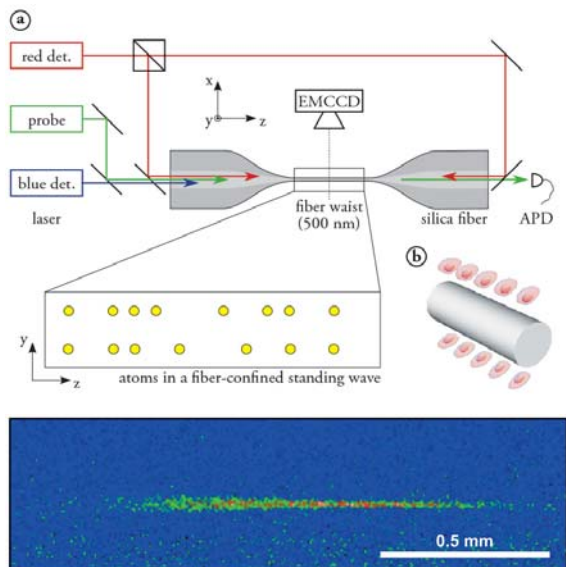 a
red det.
probe
blue det.
laser
x
y
z
EMCCD
fiber waist
(500 nm)
silica fiber
APD
b
y
z
atoms in a fiber-confined standing wave
0.5 mm